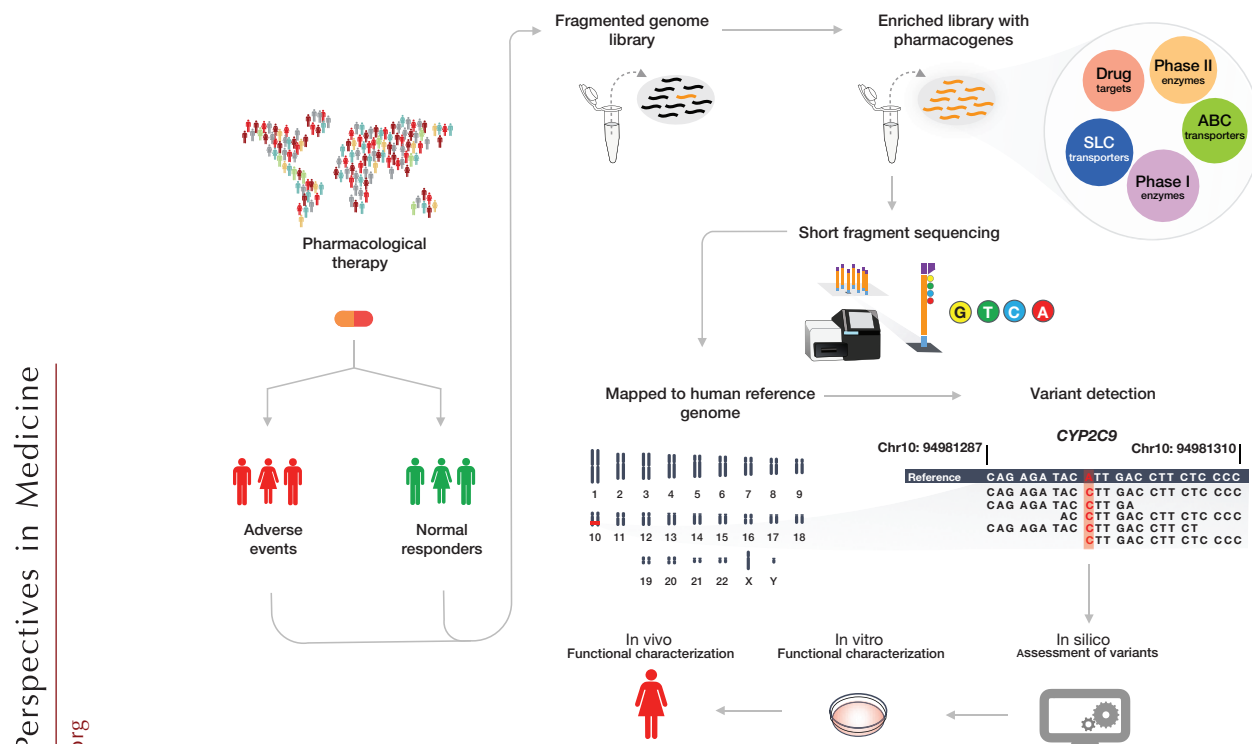 Perspectives in Medicine
org
Pharmacological
therapy
Adverse
events
Normal
responders
Fragmented genome
library
Enriched library with
pharmacogenes
Drug
targets
Phase II
enzymes
ABC
transporters
SLC
transporters
Phase I
enzymes
Short fragment sequencing
G T C A
Mapped to human reference
genome
1 2 3 4 5 6 7 8 9
10 11 12 13 14 15 16 17 18
19 20 21 22 X Y
Variant detection
CYP2C9
Chr10: 94981287
Chr10: 94981310
Reference CAG AGA TAC ATT GAC CTT CTC CCC
CAG AGA TAC CTT GAC CTT CTC CCC
CAG AGA TAC CTT GA
AC CTT GAC CTT CTC CCC
CAG AGA TAC CTT GAC CTT CT
CTT GAC CTT CTC CCC
In silico
Assessment of variants
In vitro
Functional characterization
In vivo
Functional characterization